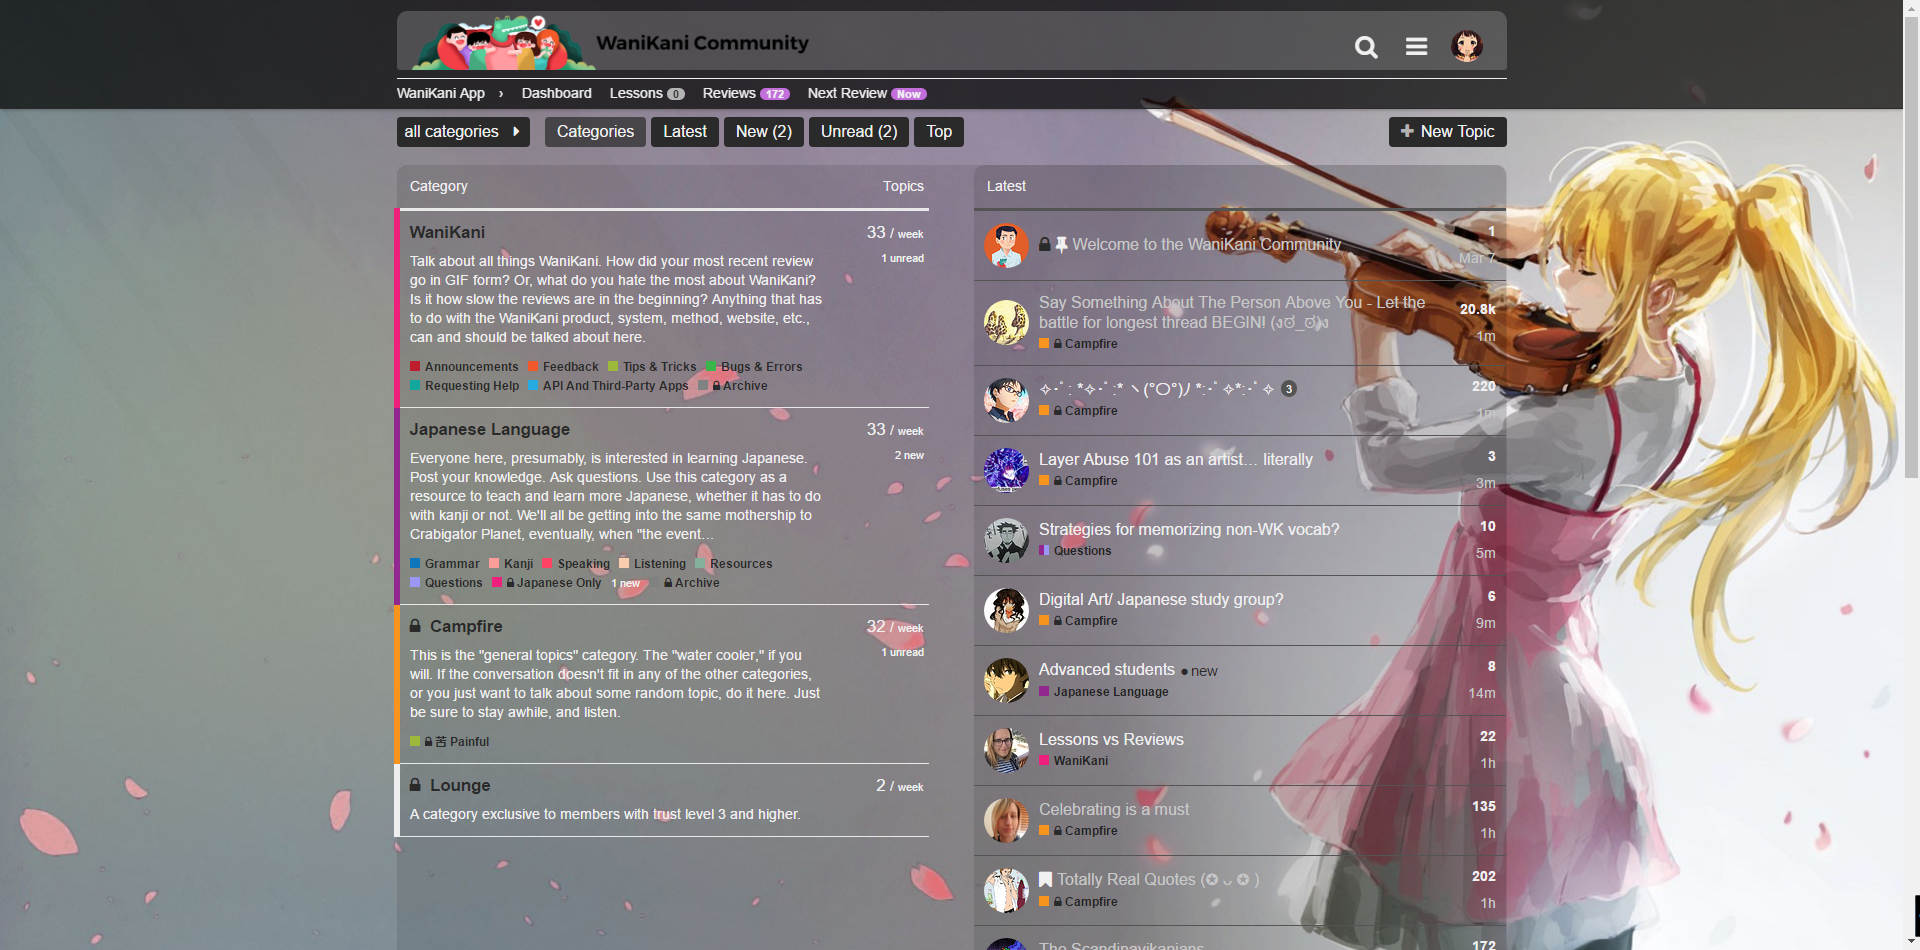 WaniKani Community
WaniKani App › Dashboard Lessons 0 Reviews 172 Next Review Now
all categories Categories Latest New (2) Unread (2) Top + New Topic
Category Topics
WaniKani 33 / week
1 unread
Talk about all things WaniKani. How did your most recent review
go in GIF form? Or, what do you hate the most about WaniKani?
Is it how slow the reviews are in the beginning? Anything that has
to do with the WaniKani product, system, method, website, etc.,
can and should be talked about here.
Announcements Feedback Tips & Tricks Bugs & Errors
Requesting Help API And Third-Party Apps Archive
Japanese Language 33 / week
2 new
Everyone here, presumably, is interested in learning Japanese.
Post your knowledge. Ask questions. Use this category as a
resource to teach and learn more Japanese, whether it has to do
with kanji or not. We'll all be getting into the same mothership to
Crabigator Planet, eventually, when "the event...
Grammar Kanji Speaking Listening Resources
Questions Japanese Only 1 new Archive
Campfire 32 / week
1 unread
This is the "general topics" category. The "water cooler," if you
will. If the conversation doesn't fit in any of the other categories,
or you just want to talk about some random topic, do it here. Just
be sure to stay awhile, and listen.
苦 Painful
Lounge 2 / week
A category exclusive to members with trust level 3 and higher.
Latest
Welcome to the WaniKani Community 1
Mar 7
Say Something About The Person Above You - Let the
battle for longest thread BEGIN! (ง ͠ಠ_ಠ)ง 20.8k
Campfire 1m
✧･ﾟ: *✧･ﾟ:* ヽ(°〇°)ﾉ *:･ﾟ✧*:･ﾟ✧ 3 220
Campfire 1m
Layer Abuse 101 as an artist... literally 3
Campfire 3m
Strategies for memorizing non-WK vocab? 10
Questions 5m
Digital Art/ Japanese study group? 6
Campfire 9m
Advanced students • new 8
Japanese Language 14m
Lessons vs Reviews 22
WaniKani 1h
Celebrating is a must 135
Campfire 1h
Totally Real Quotes (✪ ᴗ ✪ ) 202
Campfire 1h
The Scandinavikanians 172